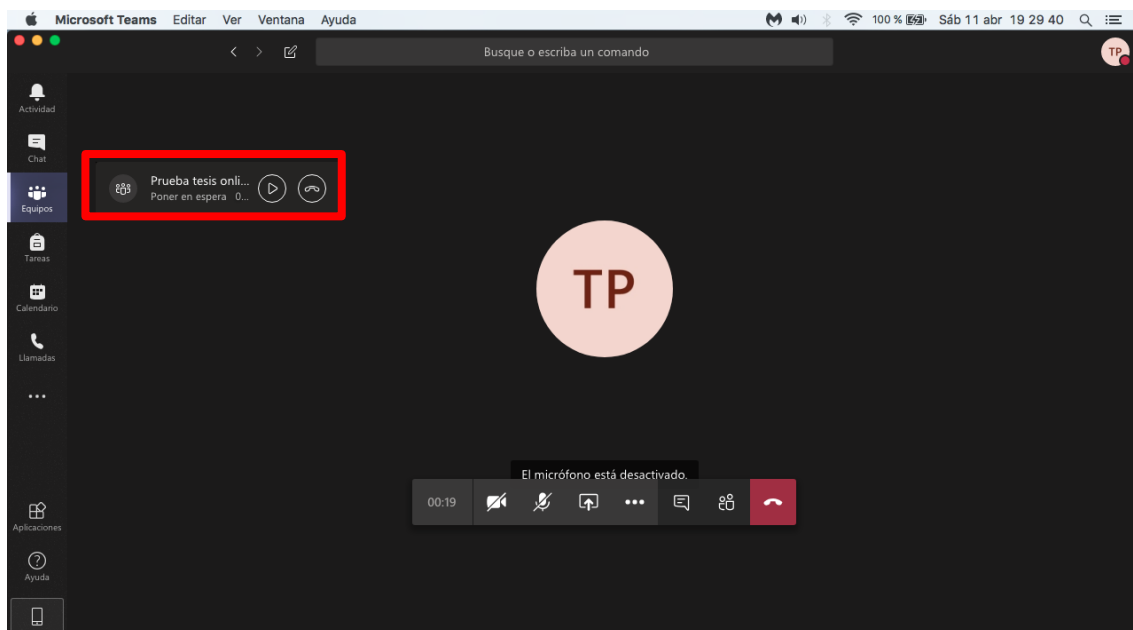 Microsoft Teams Editar Ver Ventana Ayuda 100 % Sáb 11 abr 19 29 40
Busque o escriba un comando
TP
Actividad
Chat
Equipos
Tareas
Calendario
Llamadas
Aplicaciones
Ayuda
Prueba tesis onli...
Poner en espera 0...
TP
El micrófono está desactivado.
00:19